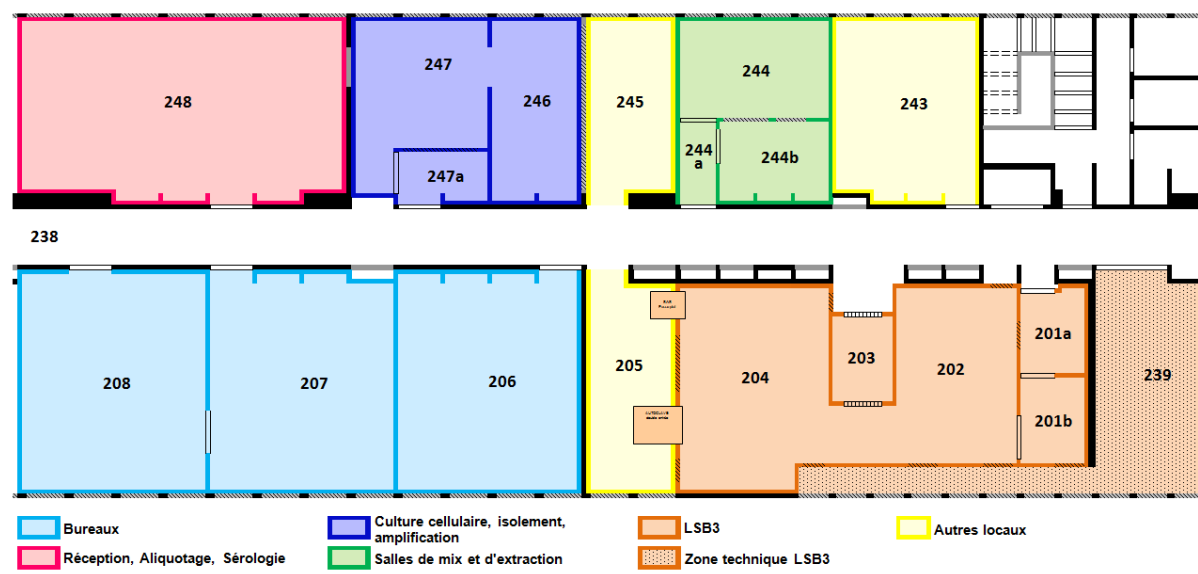 248
247
246
245
244
243
247a
244
a
244b
238
208
207
206
205
204
203
202
201a
201b
239
Bureaux
Culture cellulaire, isolement,
amplification
LSB3
Autres locaux
Réception, Aliquotage, Sérologie
Salles de mix et d'extraction
Zone technique LSB3